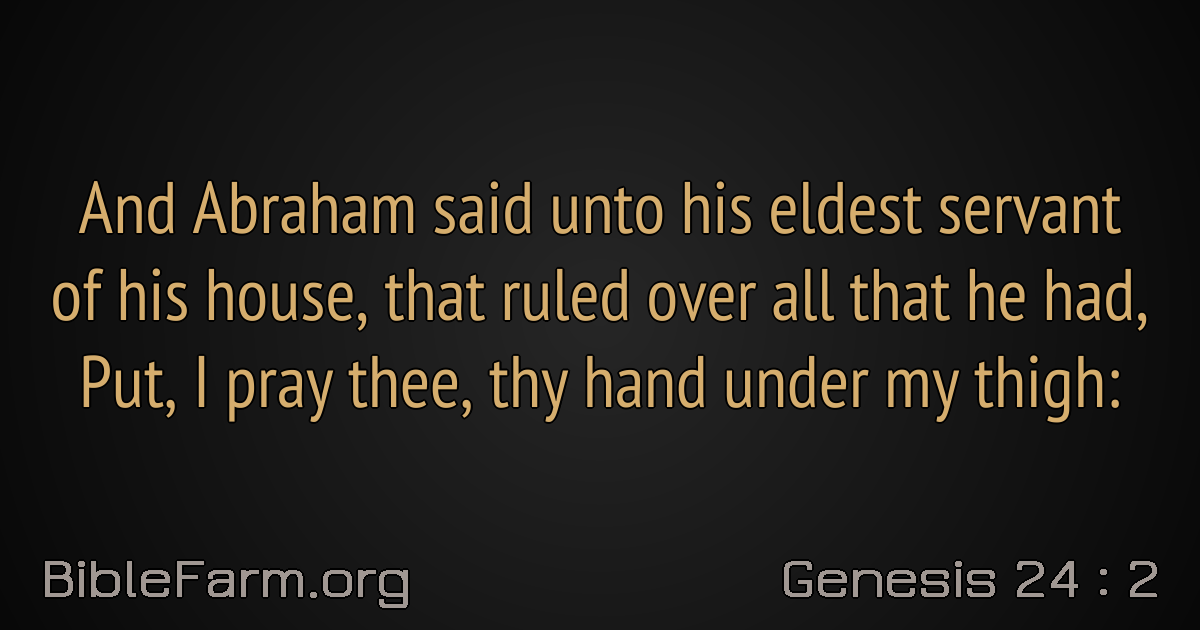 And Abraham said unto his eldest servant
of his house, that ruled over all that he had,
Put, I pray thee, thy hand under my thigh:
BibleFarm.org
Genesis 24 : 2